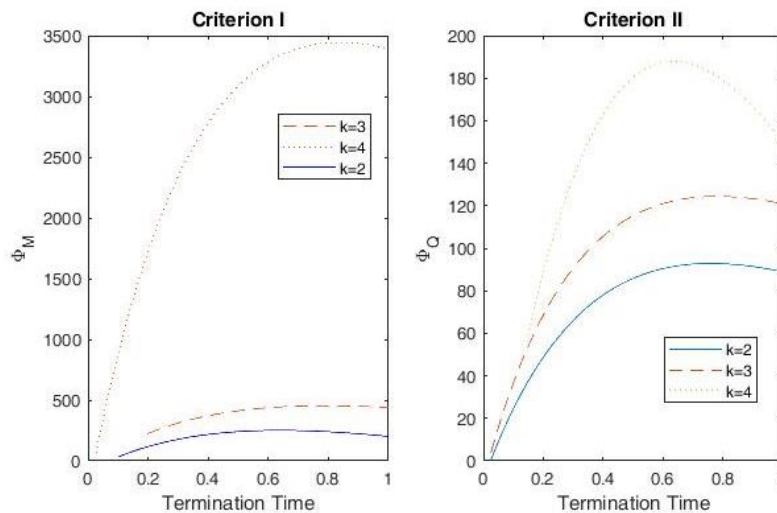 Criterion I
3500
3000
2500
2000
1500
1000
500
0
Φ_M
0 0.2 0.4 0.6 0.8 1
Termination Time
k=3
k=4
k=2
Criterion II
200
180
160
140
120
100
80
60
40
20
0
Φ_Q
0 0.2 0.4 0.6 0.8
Termination Time
k=2
k=3
k=4